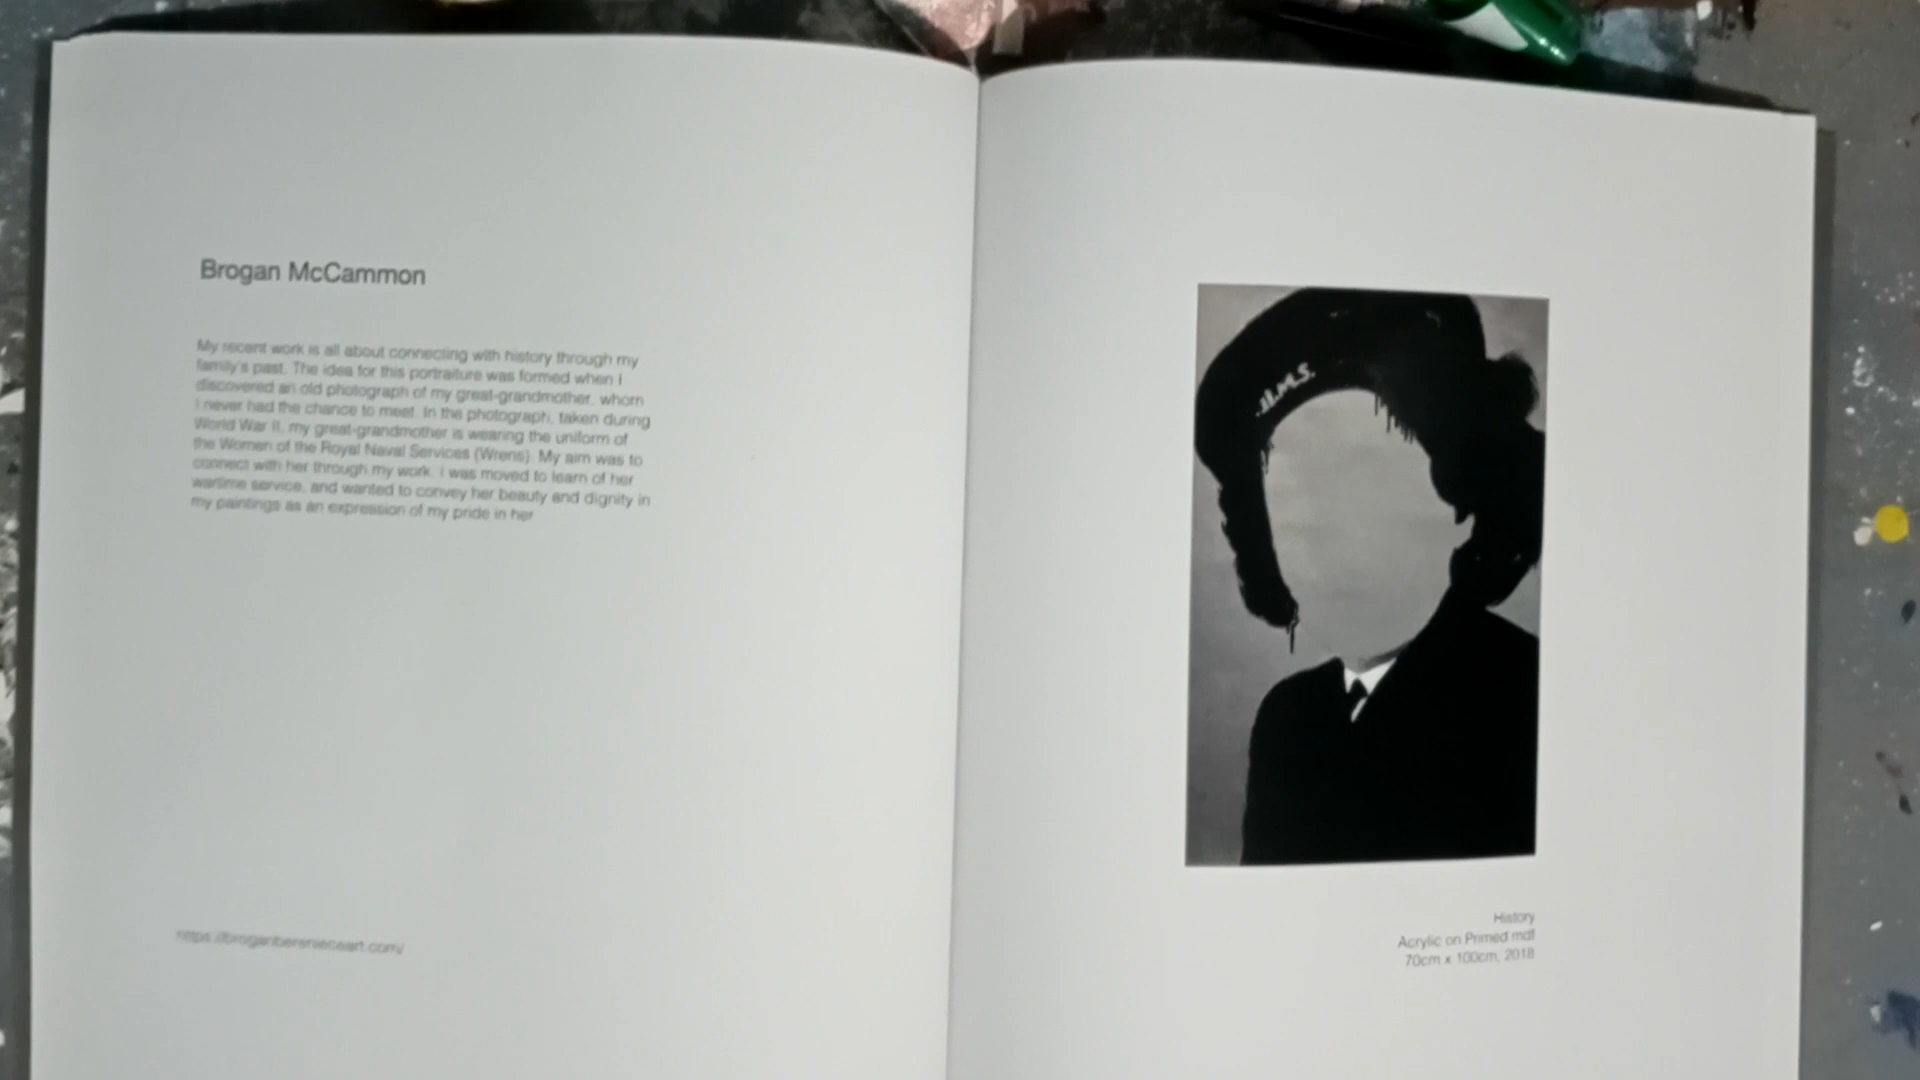 Brogan McCammon
My recent work is all about connecting with history through my
family's past. The idea for this portraiture was formed when I
discovered an old photograph of my great-grandmother, whom
I never had the chance to meet. In the photograph, taken during
World War II, my great-grandmother is wearing the uniform of
the Women of the Royal Naval Services (Wrens). My aim was to
connect with her through my work. I was moved to learn of her
wartime service, and wanted to convey her beauty and dignity in
my paintings as an expression of my pride in her
H.M.S.
History
Acrylic on Primed mdf
70cm x 100cm, 2018